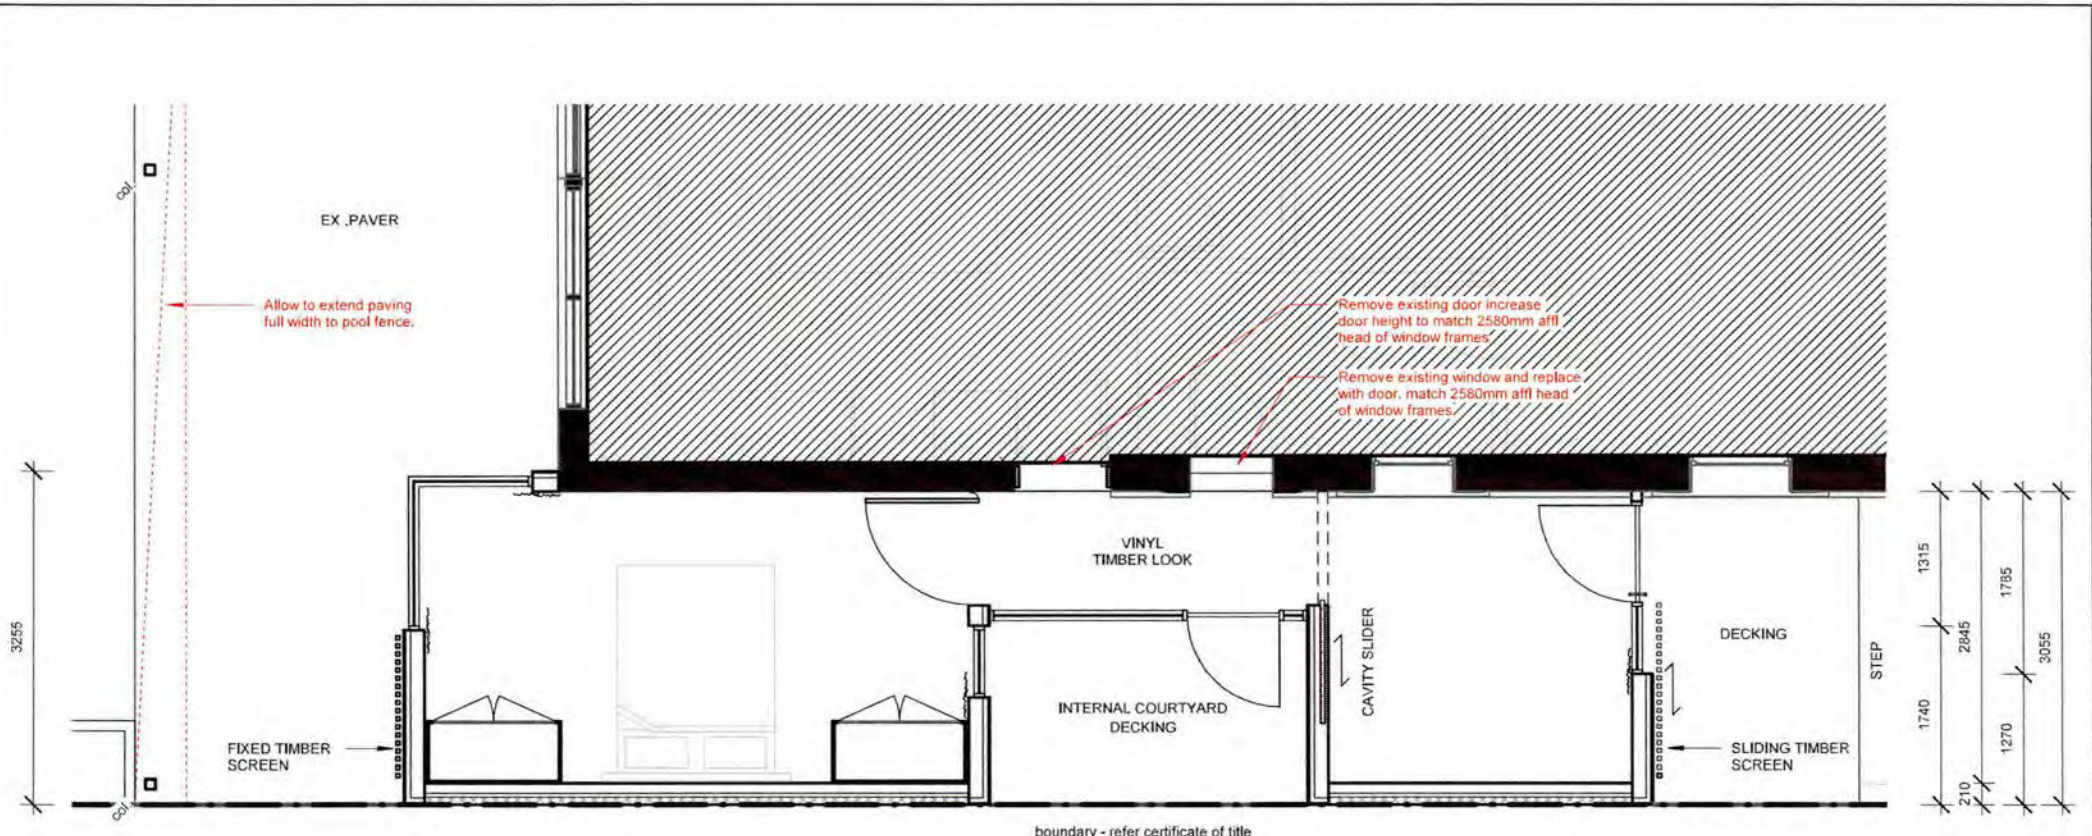 col
EX .PAVER
Allow to extend paving
full width to pool fence.
Remove existing door increase
door height to match 2580mm affl
head of window frames
Remove existing window and replace
with door. match 2580mm affl head
of window frames.
VINYL
TIMBER LOOK
3255
CAVITY SLIDER
DECKING
STEP
1315
2845
1785
3055
1740
1270
210
INTERNAL COURTYARD
DECKING
FIXED TIMBER
SCREEN
SLIDING TIMBER
SCREEN
col
boundary - refer certificate of title